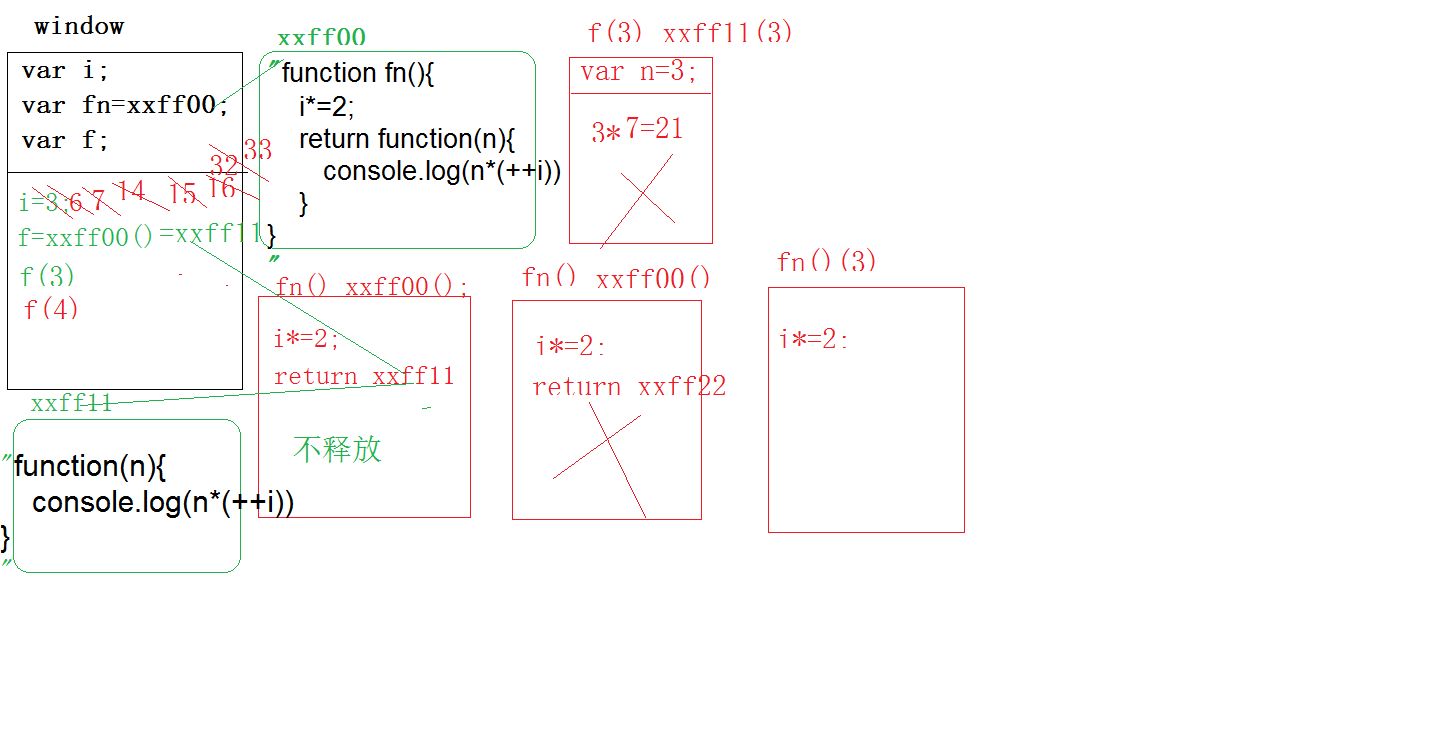 window
var i;
var fn=xxff00;
var f;
33
32
i=3;6 7 14 15 16
f=xxff00()=xxff11
f(3)
f(4)
xxff00
"function fn(){
i*=2;
return function(n){
console.log(n*(++i))
}
}
"
f(3) xxff11(3)
var n=3;
3*7=21
fn() xxff00();
i*=2;
return xxff11
不释放
fn() xxff00()
i*=2:
return xxff22
fn()(3)
i*=2:
xxff11
"function(n){
console.log(n*(++i))
}
"